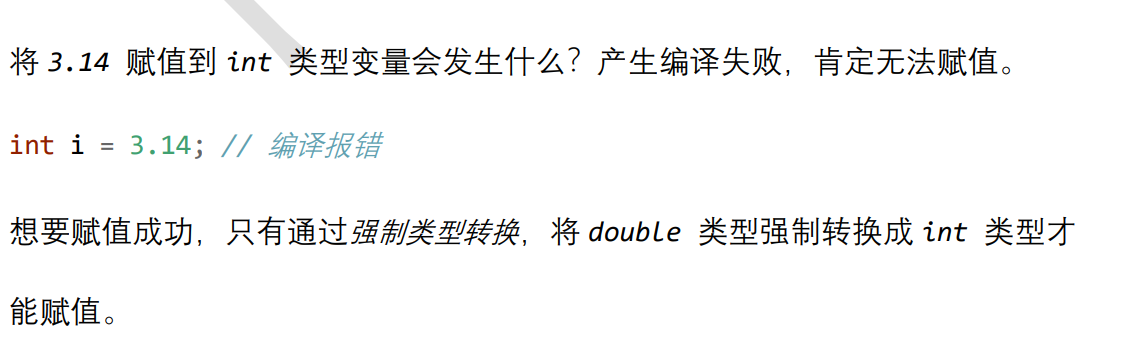 将 3.14 赋值到 int 类型变量会发生什么？产生编译失败，肯定无法赋值。
int i = 3.14; // 编译报错
想要赋值成功，只有通过强制类型转换，将 double 类型强制转换成 int 类型才
能赋值。